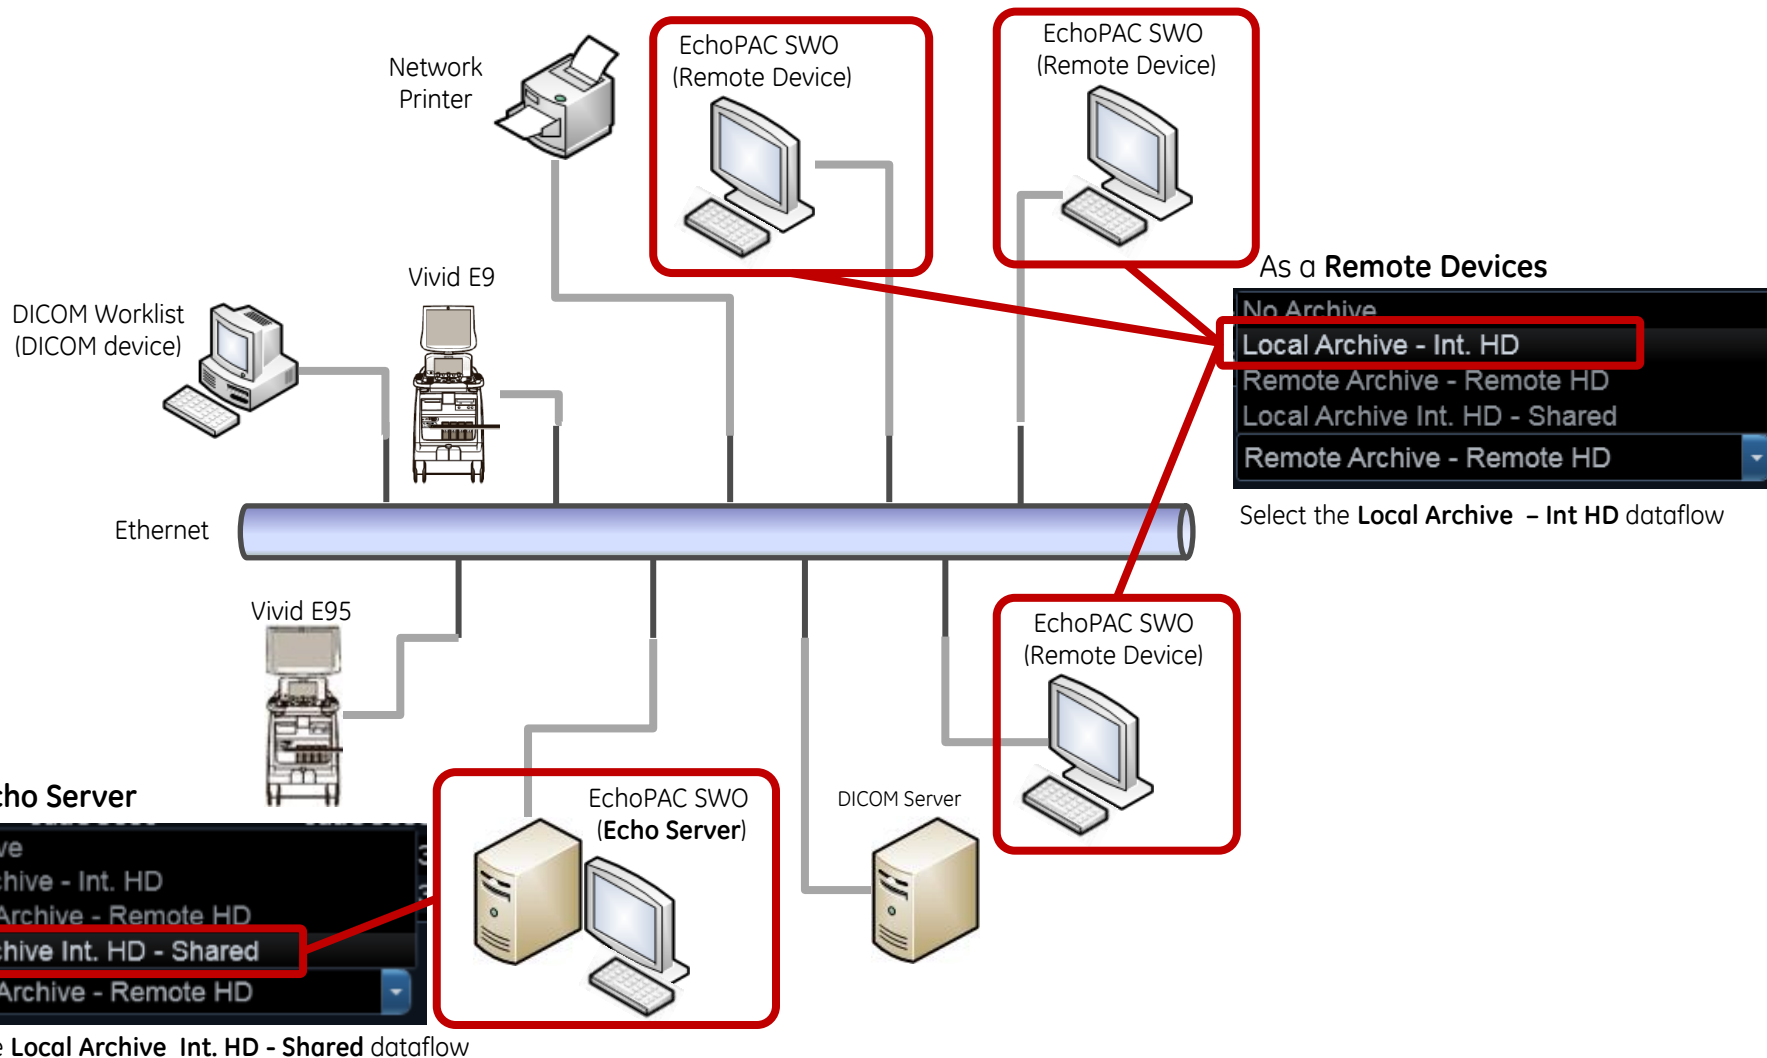 EchoPAC SWO
(Remote Device)
EchoPAC SWO
(Remote Device)
Network
Printer
As a Remote Devices
No Archive
Local Archive - Int. HD
Remote Archive - Remote HD
Local Archive Int. HD - Shared
Remote Archive - Remote HD
Select the Local Archive – Int HD dataflow
Vivid E9
DICOM Worklist
(DICOM device)
Ethernet
Vivid E95
EchoPAC SWO
(Remote Device)
EchoPAC SWO
(Echo Server)
DICOM Server
Server
- Int. HD
Archive - Remote HD
Int. HD - Shared
Archive - Remote HD
Local Archive Int. HD - Shared dataflow